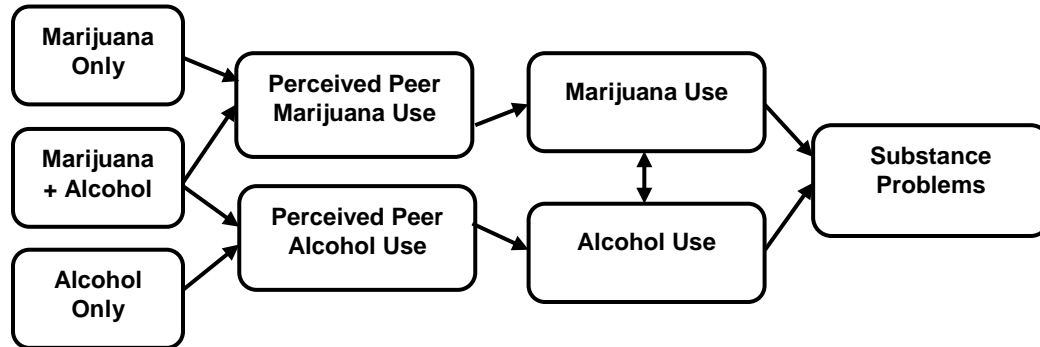 Marijuana
Only
Marijuana
+ Alcohol
Alcohol
Only
Perceived Peer
Marijuana Use
Perceived Peer
Alcohol Use
Marijuana Use
Alcohol Use
Substance
Problems